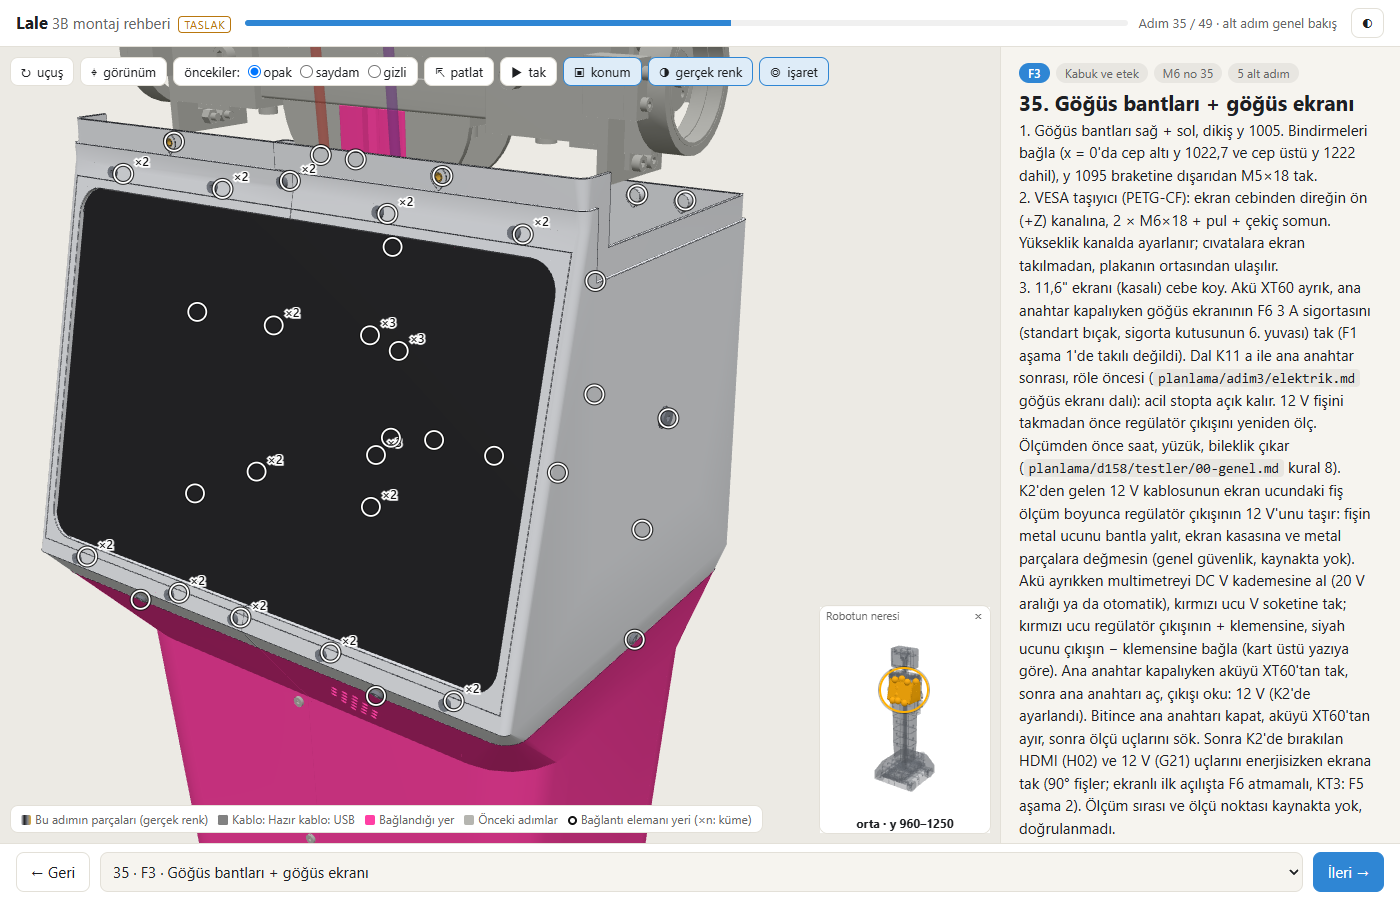 Lale 3B montaj rehberi TASLAK
Adım 35 / 49 · alt adım genel bakış
↻ uçuş
⌖ görünüm
öncekiler: opak saydam gizli
⇱ patlat
▶ tak
▣ konum
◑ gerçek renk
◎ işaret
×2
×2
×2
×2
×2
×2
×3
×3
×2
×2
×2
×2
×2
×2
×2
Robotun neresi ×
orta · y 960–1250
Bu adımın parçaları (gerçek renk) Kablo: Hazır kablo: USB Bağlandığı yer Önceki adımlar Bağlantı elemanı yeri (×n: küme)
F3 Kabuk ve etek M6 no 35 5 alt adım
35. Göğüs bantları + göğüs ekranı
1. Göğüs bantları sağ + sol, dikiş y 1005. Bindirmeleri
bağla (x = 0'da cep altı y 1022,7 ve cep üstü y 1222
dahil), y 1095 braketine dışarıdan M5×18 tak.
2. VESA taşıyıcı (PETG-CF): ekran cebinden direğin ön
(+Z) kanalına, 2 × M6×18 + pul + çekiç somun.
Yükseklik kanalda ayarlanır; cıvatalara ekran
takılmadan, plakanın ortasından ulaşılır.
3. 11,6" ekranı (kasalı) cebe koy. Akü XT60 ayrık, ana
anahtar kapalıyken göğüs ekranının F6 3 A sigortasını
(standart bıçak, sigorta kutusunun 6. yuvası) tak (F1
aşama 1'de takılı değildi). Dal K11 a ile ana anahtar
sonrası, röle öncesi (planlama/adim3/elektrik.md
göğüs ekranı dalı): acil stopta açık kalır. 12 V fişini
takmadan önce regülatör çıkışını yeniden ölç.
Ölçümden önce saat, yüzük, bileklik çıkar
(planlama/d158/testler/00-genel.md kural 8).
K2'den gelen 12 V kablosunun ekran ucundaki fiş
ölçüm boyunca regülatör çıkışının 12 V'unu taşır: fişin
metal ucunu bantla yalıt, ekran kasasına ve metal
parçalara değmesin (genel güvenlik, kaynakta yok).
Akü ayrıkken multimetreyi DC V kademesine al (20 V
aralığı ya da otomatik), kırmızı ucu V soketine tak;
kırmızı ucu regülatör çıkışının + klemensine, siyah
ucunu çıkışın − klemensine bağla (kart üstü yazıya
göre). Ana anahtar kapalıyken aküyü XT60'tan tak,
sonra ana anahtarı aç, çıkışı oku: 12 V (K2'de
ayarlandı). Bitince ana anahtarı kapat, aküyü XT60'tan
ayır, sonra ölçü uçlarını sök. Sonra K2'de bırakılan
HDMI (H02) ve 12 V (G21) uçlarını enerjisizken ekrana
tak (90° fişler; ekranlı ilk açılışta F6 atmamalı, KT3: F5
aşama 2). Ölçüm sırası ve ölçü noktası kaynakta yok,
doğrulanmadı.
← Geri
35 · F3 · Göğüs bantları + göğüs ekranı
İleri →